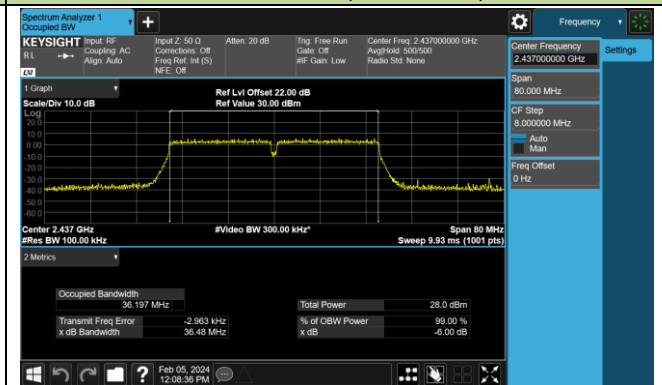 Spectrum Analyzer 1
Occupied BW
Frequency
KEYSIGHT
RL
LXI
Input: RF
Coupling: AC
Align: Auto
Input Z: 50 Ω
Corrections: Off
Freq Ref: Int (S)
NFE: Off
Atten: 20 dB
Trig: Free Run
Gate: Off
#IF Gain: Low
Center Freq: 2.437000000 GHz
Avg|Hold: 500/500
Radio Std: None
Center Frequency
2.437000000 GHz
Settings
Span
80.000 MHz
CF Step
8.000000 MHz
Auto
Man
Freq Offset
0 Hz
1 Graph
Scale/Div 10.0 dB
Ref Lvl Offset 22.00 dB
Ref Value 30.00 dBm
Log
20.0
10.0
0.00
-10.0
-20.0
-30.0
-40.0
-50.0
-60.0
Center 2.437 GHz
#Res BW 100.00 kHz
#Video BW 300.00 kHz*
Span 80 MHz
Sweep 9.93 ms (1001 pts)
2 Metrics
Occupied Bandwidth
36.197 MHz
Total Power
28.0 dBm
Transmit Freq Error
-2.963 kHz
% of OBW Power
99.00 %
x dB Bandwidth
36.48 MHz
x dB
-6.00 dB
?
Feb 05, 2024
12:08:36 PM